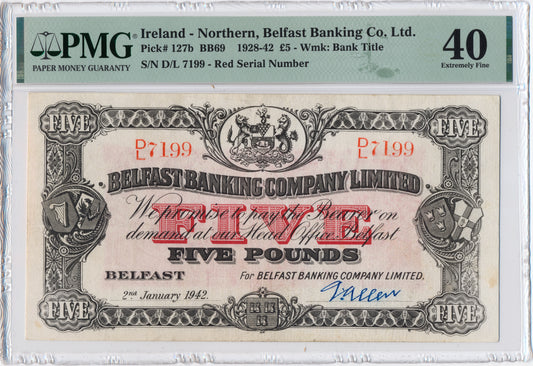 PMG
PAPER MONEY GUARANTY
Ireland - Northern, Belfast Banking Co. Ltd.
Pick# 127b BB69 1928-42 £5 - Wmk: Bank Title
S/N D/L 7199 - Red Serial Number
40
Extremely Fine
FIVE
FIVE
D/L 7199
D/L 7199
BELFAST BANKING COMPANY LIMITED
FIVE
We promise to pay the Bearer on
demand at our Head Office, Belfast
FIVE POUNDS
BELFAST
For BELFAST BANKING COMPANY LIMITED.
2nd January 1942.
FIVE
FIVE